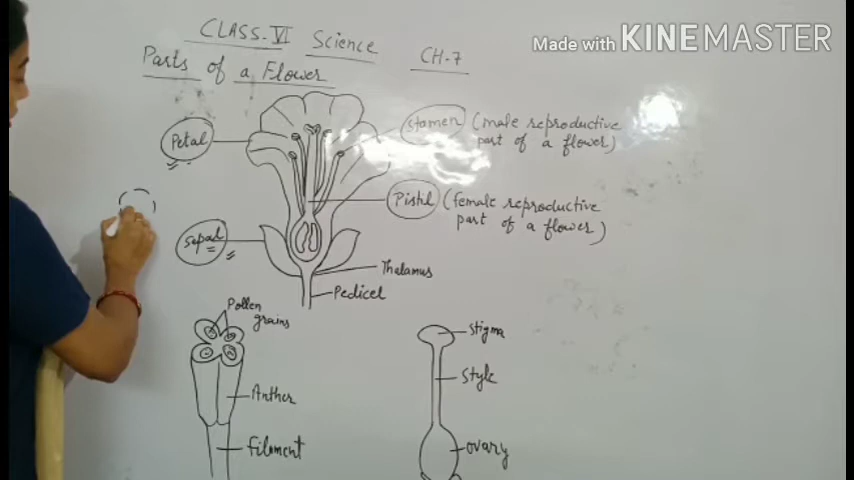 Made with KINEMASTER
CLASS-VI Science CH-7
Parts of a Flower
Petal
Stamen (male reproductive
part of a flower)
Pistil (female reproductive
part of a flower)
Sepal
Thalamus
Pedicel
Pollen
grains
Anther
Filament
Stigma
Style
Ovary